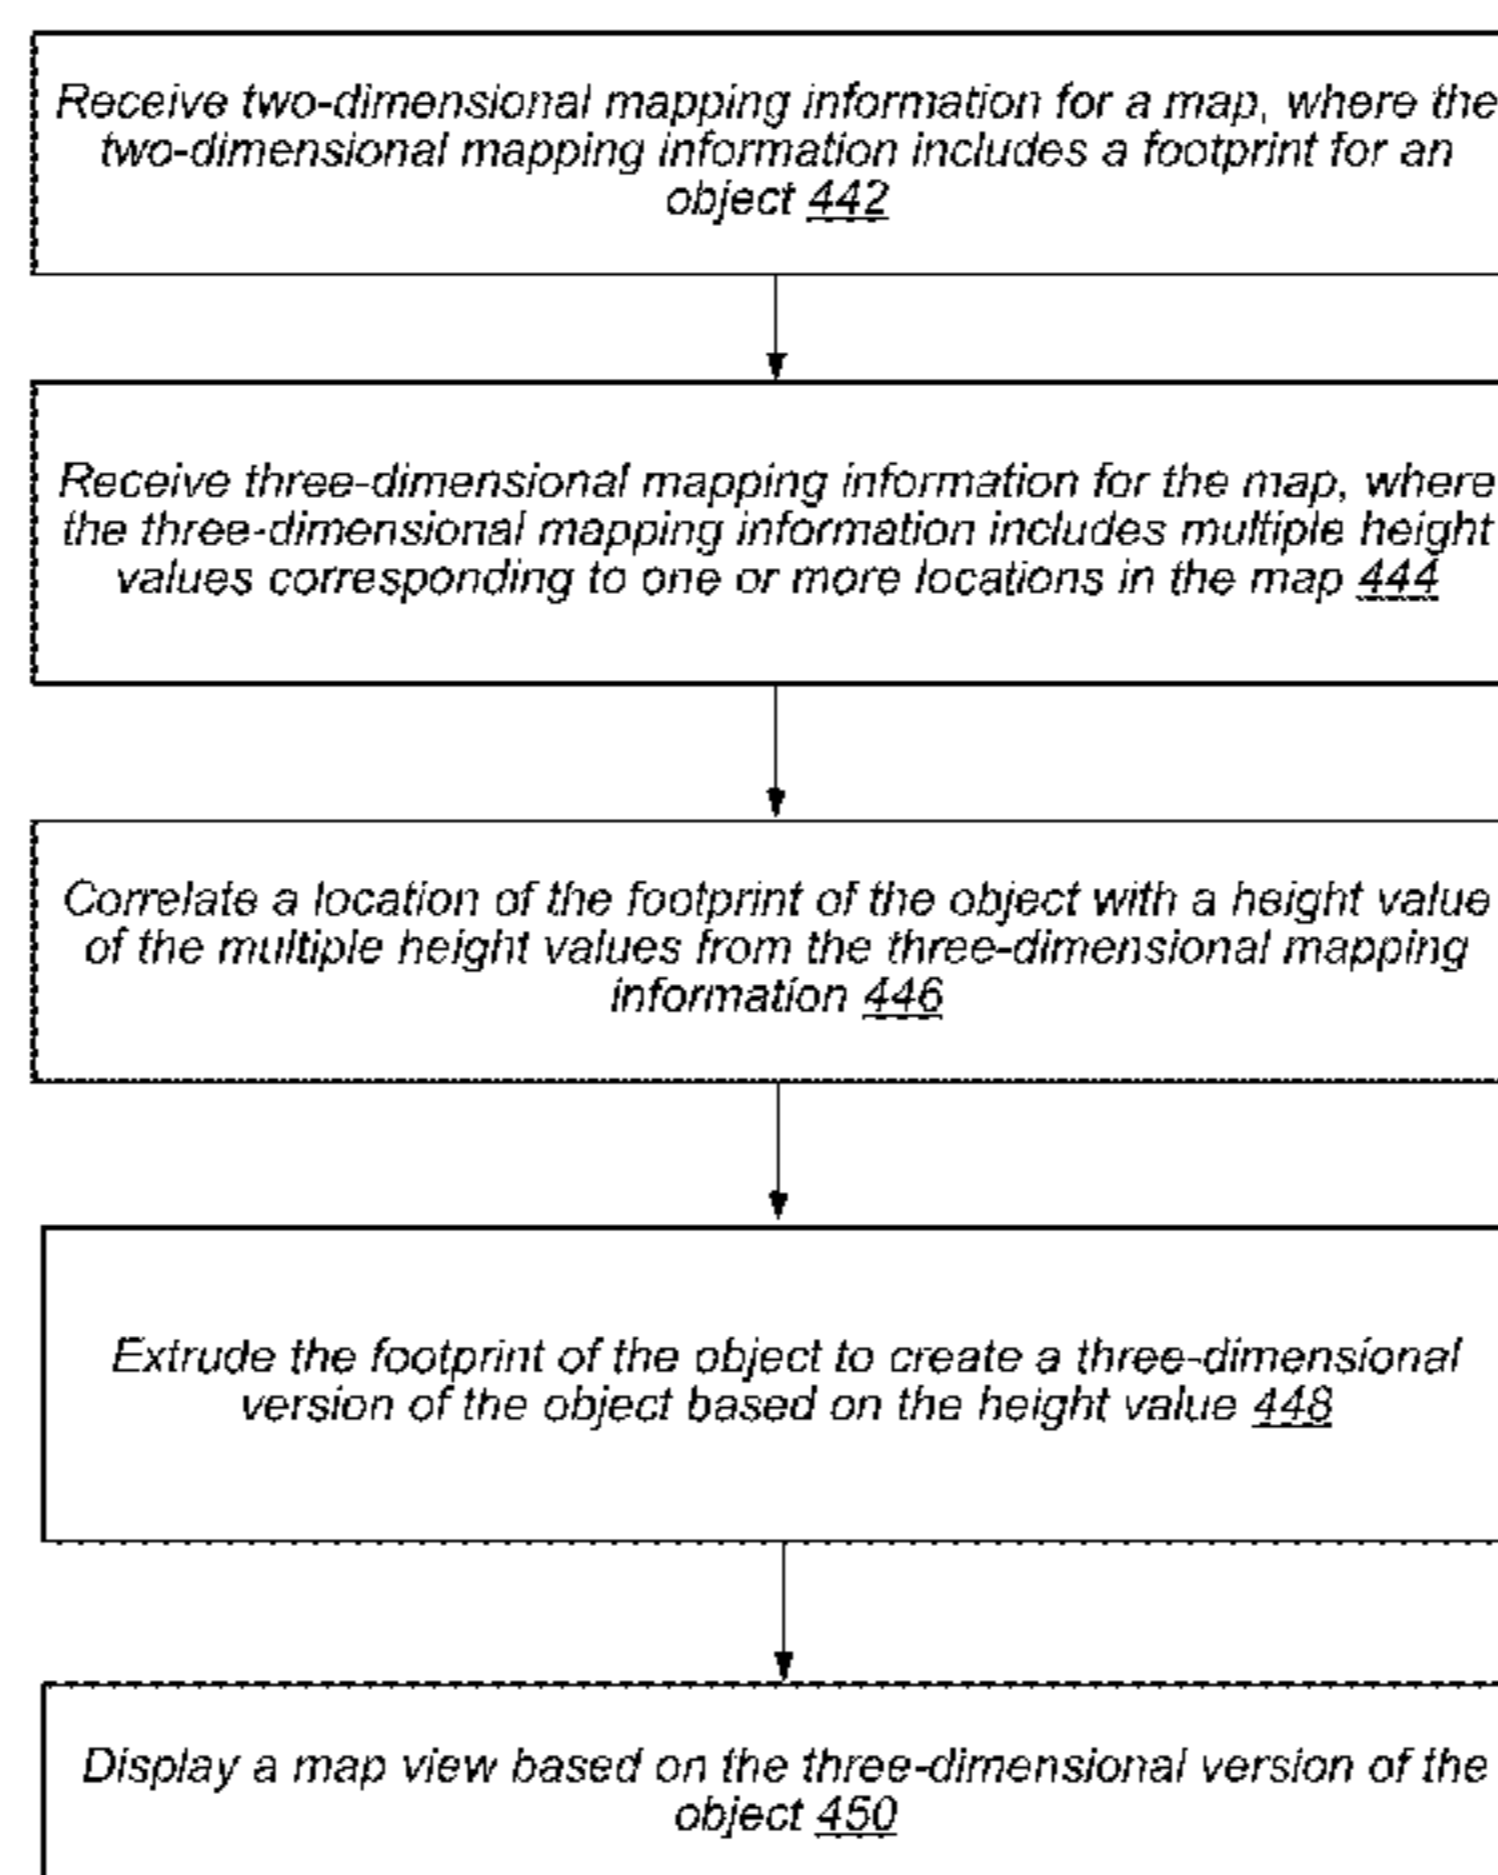 Receive two-dimensional mapping information for a map, where the
two-dimensional mapping information includes a footprint for an
object 442
Receive three-dimensional mapping information for the map, where
the three-dimensional mapping information includes multiple height
values corresponding to one or more locations in the map 444
Correlate a location of the footprint of the object with a height value
of the multiple height values from the three-dimensional mapping
information 446
Extrude the footprint of the object to create a three-dimensional
version of the object based on the height value 448
Display a map view based on the three-dimensional version of the
object 450